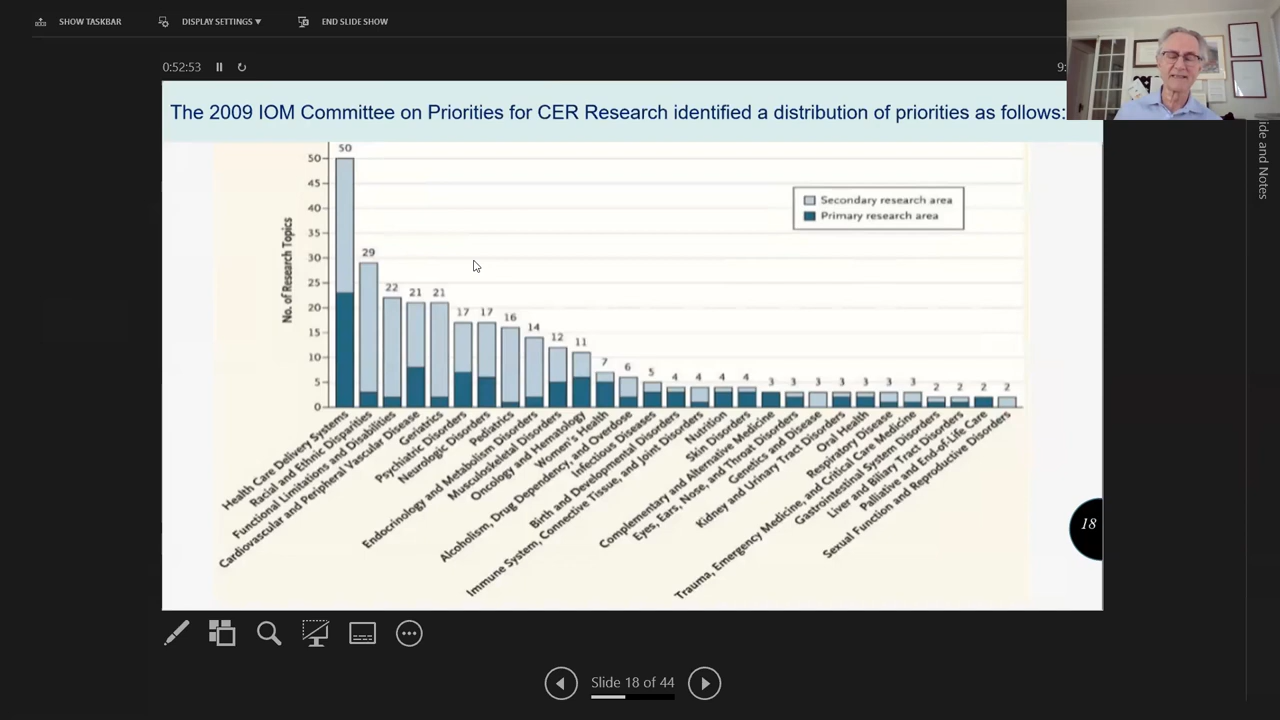 SHOW TASKBAR
DISPLAY SETTINGS ▼
END SLIDE SHOW
0:52:53
9:
The 2009 IOM Committee on Priorities for CER Research identified a distribution of priorities as follows:
ide and Notes
No. of Research Topics
50
45
40
35
30
25
20
15
10
5
0
50
29
22
21
21
17
17
16
14
12
11
7
6
5
4
4
4
4
3
3
3
3
3
3
3
2
2
2
2
Secondary research area
Primary research area
Health Care Delivery Systems
Racial and Ethnic Disparities
Functional Limitations and Disabilities
Cardiovascular and Peripheral Vascular Disease
Geriatrics
Psychiatric Disorders
Neurologic Disorders
Pediatrics
Endocrinology and Metabolism Disorders
Musculoskeletal Disorders
Oncology and Hematology
Women's Health
Alcoholism, Drug Dependency, and Overdose
Infectious Diseases
Birth and Developmental Disorders
Immune System, Connective Tissue, and Joint Disorders
Nutrition
Skin Disorders
Complementary and Alternative Medicine
Eyes, Ears, Nose, and Throat Disorders
Genetics and Disease
Kidney and Urinary Tract Disorders
Oral Health
Respiratory Disease
Trauma, Emergency Medicine, and Critical Care Medicine
Gastrointestinal System Disorders
Liver and Biliary Tract Disorders
Palliative and End-of-Life Care
Sexual Function and Reproductive Disorders
18
Slide 18 of 44